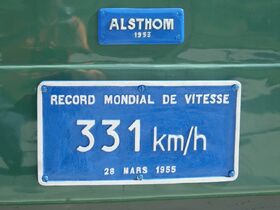 ALSTHOM
1953
RECORD MONDIAL DE VITESSE
331 km/h
28 MARS 1955